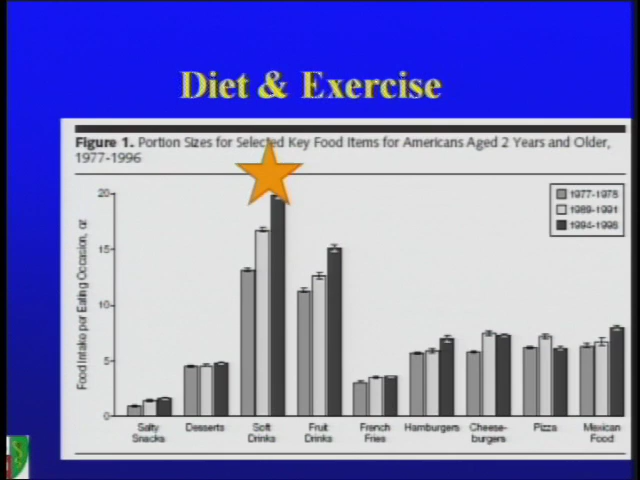 Diet & Exercise
Figure 1. Portion Sizes for Selected Key Food Items for Americans Aged 2 Years and Older,
1977-1996
20
15
10
5
0
Food Intake per Eating Occasion, oz
1977-1978
1989-1991
1994-1996
Salty
Snacks
Desserts
Soft
Drinks
Fruit
Drinks
French
Fries
Hamburgers
Cheese-
burgers
Pizza
Mexican
Food